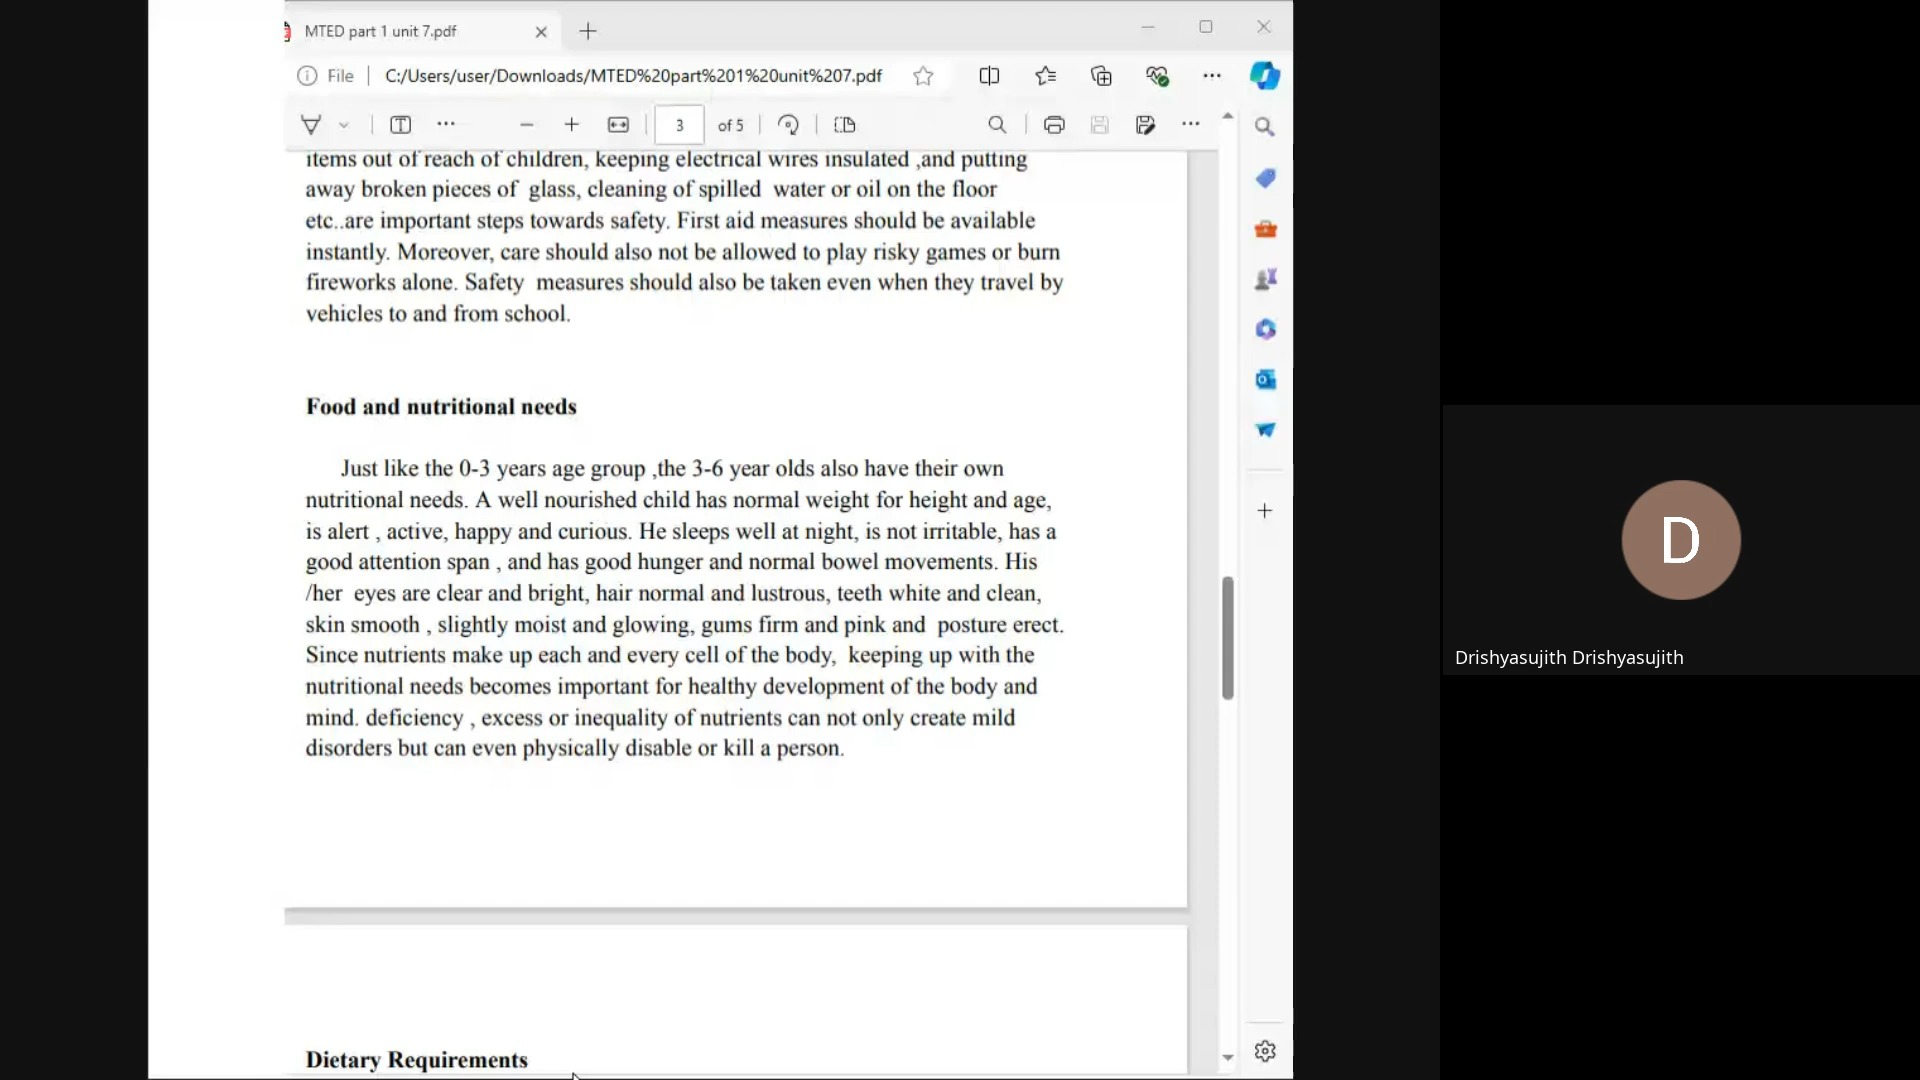 MTED part 1 unit 7.pdf
File
C:/Users/user/Downloads/MTED%20part%201%20unit%207.pdf
3 of 5
items out of reach of children, keeping electrical wires insulated ,and putting
away broken pieces of  glass, cleaning of spilled  water or oil on the floor
etc..are important steps towards safety. First aid measures should be available
instantly. Moreover, care should also not be allowed to play risky games or burn
fireworks alone. Safety  measures should also be taken even when they travel by
vehicles to and from school.
Food and nutritional needs
Just like the 0-3 years age group ,the 3-6 year olds also have their own
nutritional needs. A well nourished child has normal weight for height and age,
is alert , active, happy and curious. He sleeps well at night, is not irritable, has a
good attention span , and has good hunger and normal bowel movements. His
/her  eyes are clear and bright, hair normal and lustrous, teeth white and clean,
skin smooth , slightly moist and glowing, gums firm and pink and  posture erect.
Since nutrients make up each and every cell of the body,  keeping up with the
nutritional needs becomes important for healthy development of the body and
mind. deficiency , excess or inequality of nutrients can not only create mild
disorders but can even physically disable or kill a person.
Dietary Requirements
D
Drishyasujith Drishyasujith